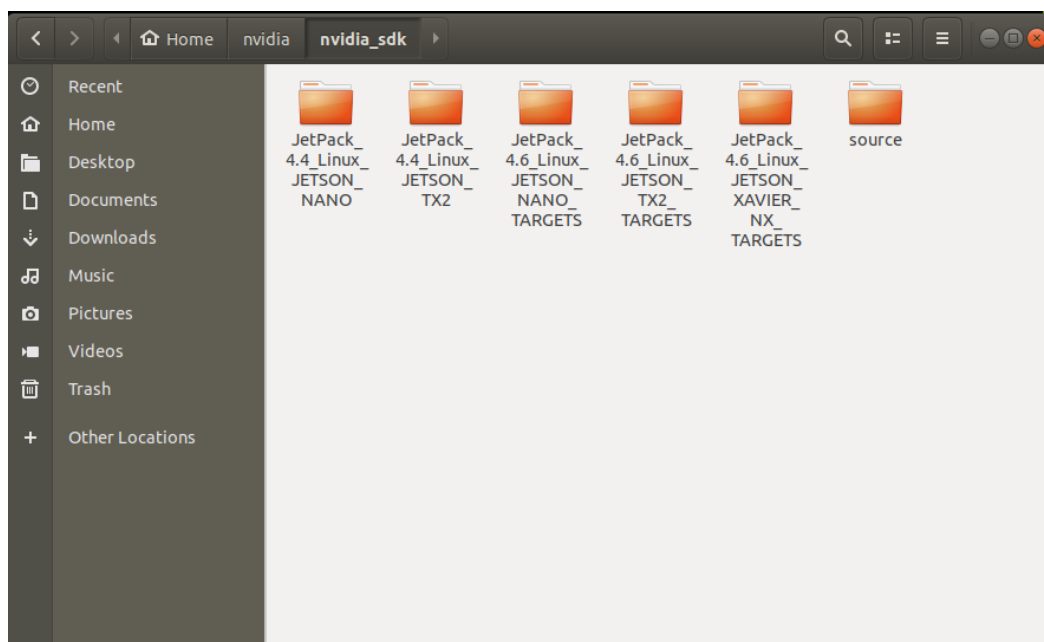 Home nvidia nvidia_sdk
Recent
Home
Desktop
Documents
Downloads
Music
Pictures
Videos
Trash
Other Locations
JetPack_
4.4_Linux_
JETSON_
NANO
JetPack_
4.4_Linux_
JETSON_
TX2
JetPack_
4.6_Linux_
JETSON_
NANO_
TARGETS
JetPack_
4.6_Linux_
JETSON_
TX2_
TARGETS
JetPack_
4.6_Linux_
JETSON_
XAVIER_
NX_
TARGETS
source